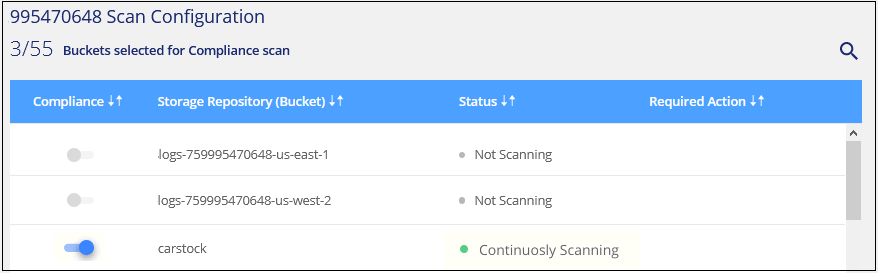 995470648 Scan Configuration
3/55 Buckets selected for Compliance scan
Compliance Storage Repository (Bucket) Status Required Action
logs-759995470648-us-east-1 Not Scanning
logs-759995470648-us-west-2 Not Scanning
carstock Continuosly Scanning